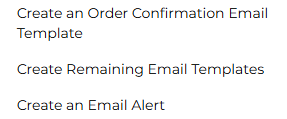 Create an Order Confirmation Email
Template
Create Remaining Email Templates
Create an Email Alert